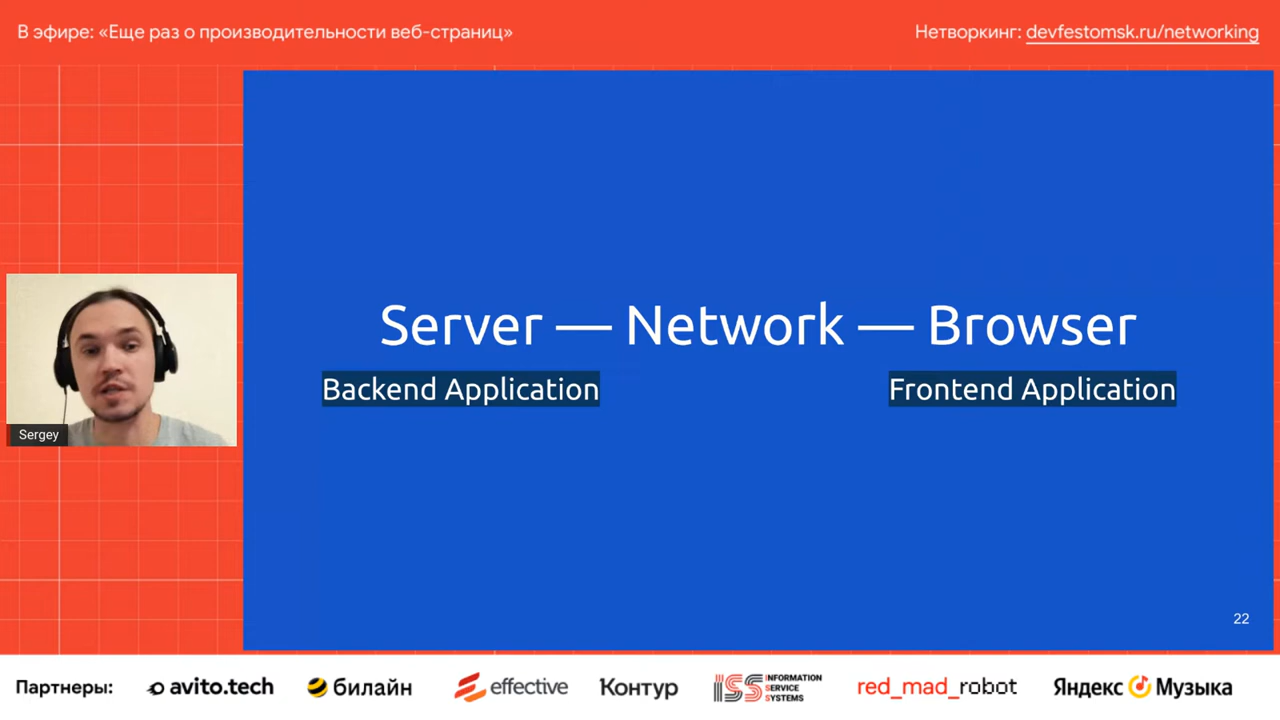 В эфире: «Еще раз о производительности веб-страниц»
Нетворкинг: devfestomsk.ru/networking
Server — Network — Browser
Backend Application
Frontend Application
Sergey
22
Партнеры:
avito.tech
билайн
effective
Контур
ISS INFORMATION
SERVICE
SYSTEMS
red_mad_robot
Яндекс Музыка